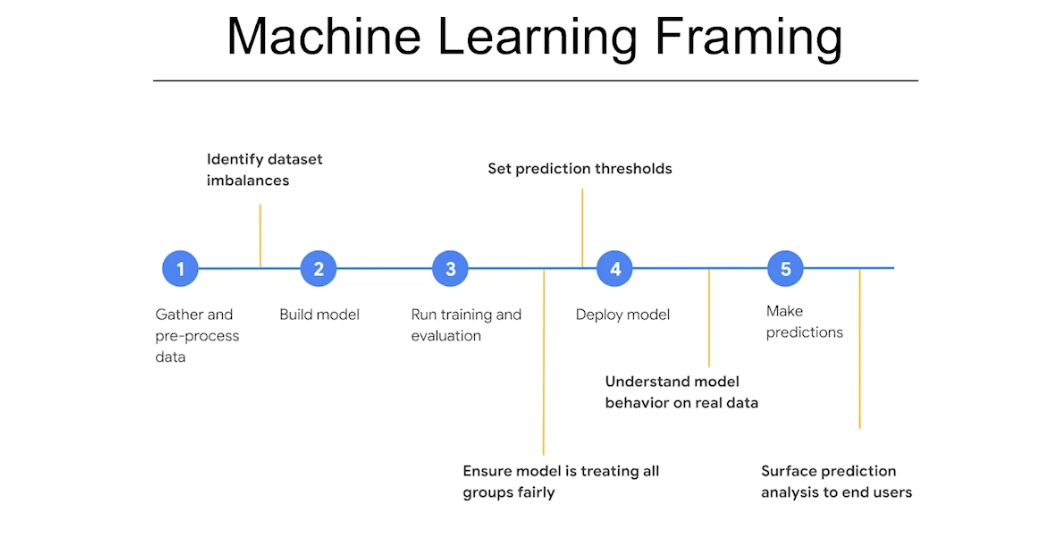 Machine Learning Framing
Identify dataset
imbalances
Set prediction thresholds
1
2
3
4
5
Gather and
pre-process
data
Build model
Run training and
evaluation
Deploy model
Make
predictions
Understand model
behavior on real data
Ensure model is treating all
groups fairly
Surface prediction
analysis to end users